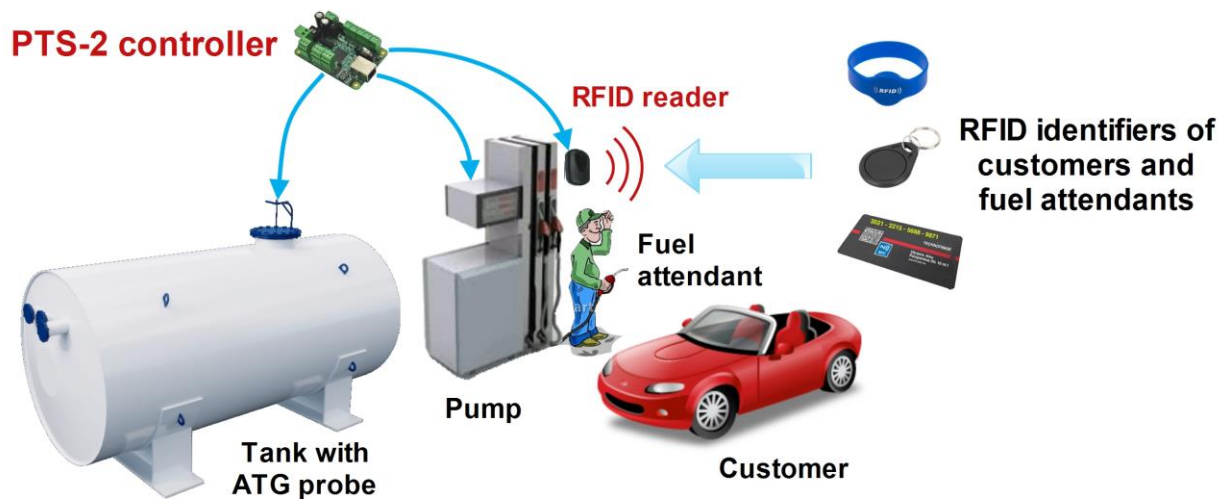 PTS-2 controller
RFID reader
RFID
RFID identifiers of
customers and
fuel attendants
Fuel
attendant
Pump
Tank with
ATG probe
Customer